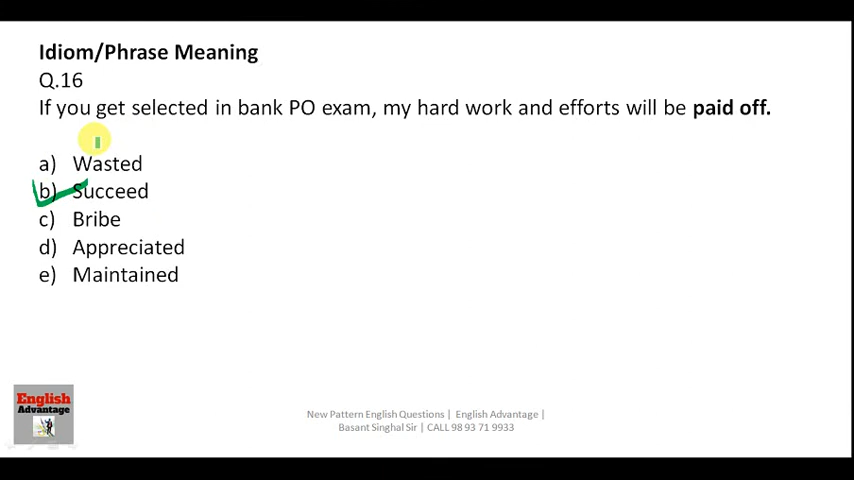 Idiom/Phrase Meaning
Q.16
If you get selected in bank PO exam, my hard work and efforts will be paid off.
a) Wasted
b) Succeed
c) Bribe
d) Appreciated
e) Maintained
English
Advantage
New Pattern English Questions | English Advantage |
Basant Singhal Sir | CALL 98 93 71 9933